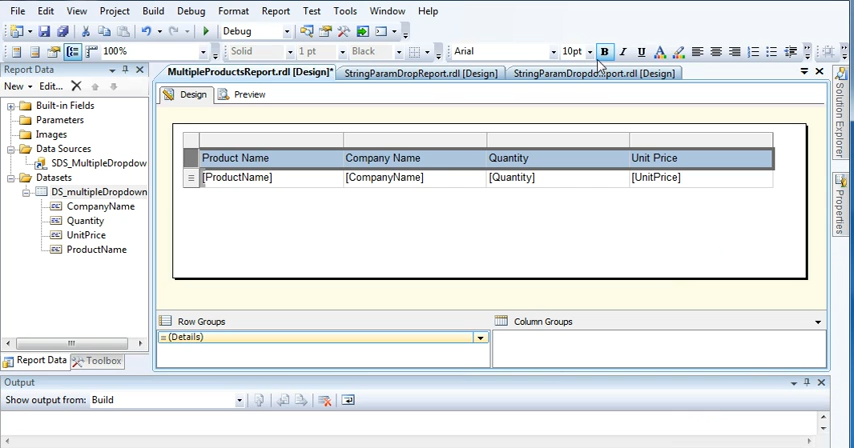 File Edit View Project Build Debug Format Report Test Tools Window Help
Debug
100% Solid 1 pt Black Arial 10pt B I U A
Report Data
New Edit...
Built-in Fields
Parameters
Images
Data Sources
SDS_MultipleDropdow
Datasets
DS_multipleDropdown
CompanyName
Quantity
UnitPrice
ProductName
Report Data Toolbox
MultipleProductsReport.rdl [Design]* StringParamDropReport.rdl [Design]
Design Preview
Product Name Company Name Quantity Unit Price
[ProductName] [CompanyName] [Quantity] [UnitPrice]
Row Groups Column Groups
(Details)
Solution Explorer
Properties
Output
Show output from: Build